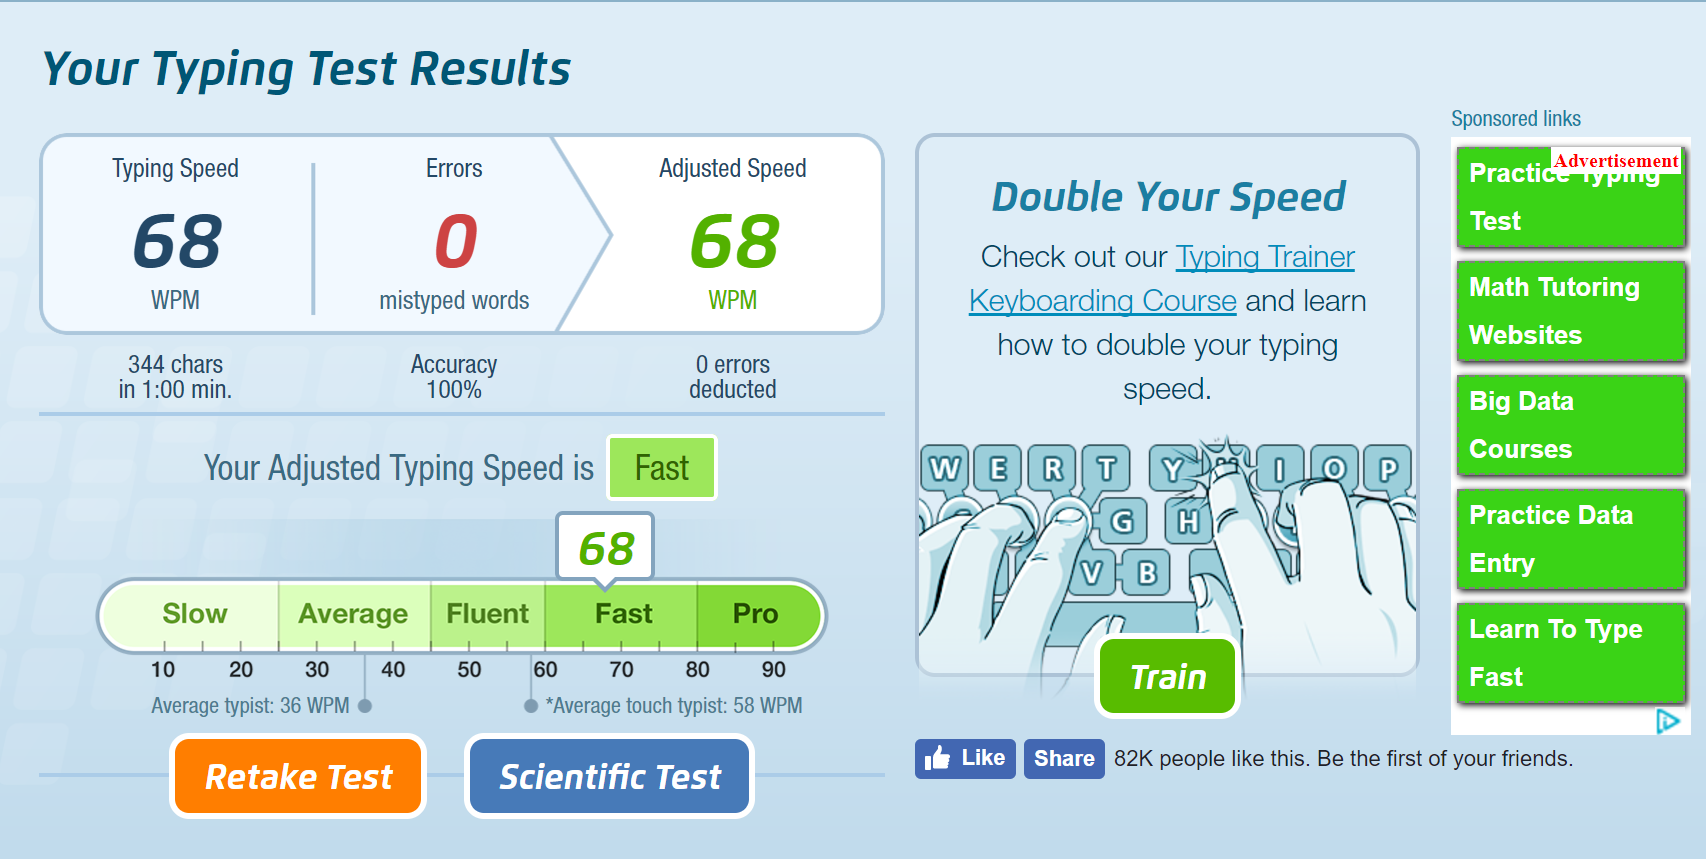 Your Typing Test Results
Typing Speed
68
WPM
344 chars
in 1:00 min.
Errors
0
mistyped words
Accuracy
100%
Adjusted Speed
68
WPM
0 errors
deducted
Your Adjusted Typing Speed is Fast
68
Slow Average Fluent Fast Pro
10 20 30 40 50 60 70 80 90
Average typist: 36 WPM
*Average touch typist: 58 WPM
Retake Test
Scientific Test
Double Your Speed
Check out our Typing Trainer
Keyboarding Course and learn
how to double your typing
speed.
W E R T Y I O P
G H
V B
Train
Like Share 82K people like this. Be the first of your friends.
Sponsored links
Advertisement
Practice Typing
Test
Math Tutoring
Websites
Big Data
Courses
Practice Data
Entry
Learn To Type
Fast